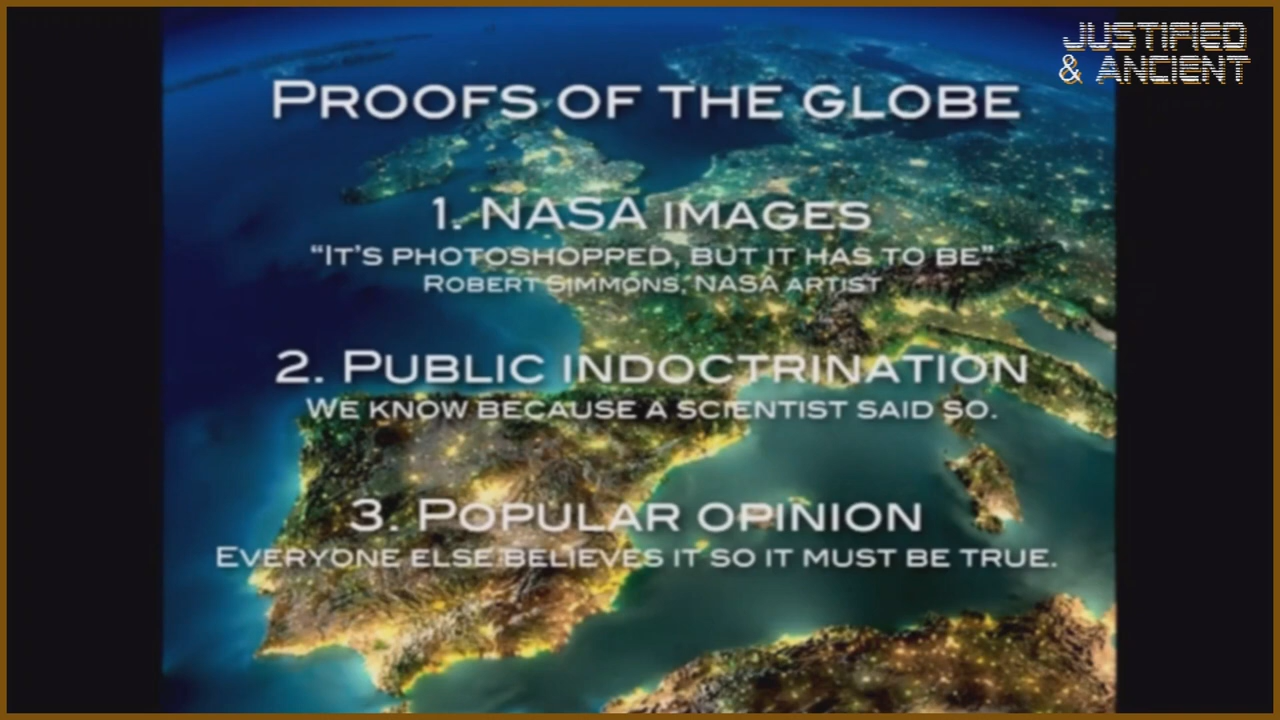 JUSTIFIED
& ANCIENT
PROOFS OF THE GLOBE
1. NASA IMAGES
“IT’S PHOTOSHOPPED, BUT IT HAS TO BE”
ROBERT SIMMONS, NASA ARTIST
2. PUBLIC INDOCTRINATION
WE KNOW BECAUSE A SCIENTIST SAID SO.
3. POPULAR OPINION
EVERYONE ELSE BELIEVES IT SO IT MUST BE TRUE.